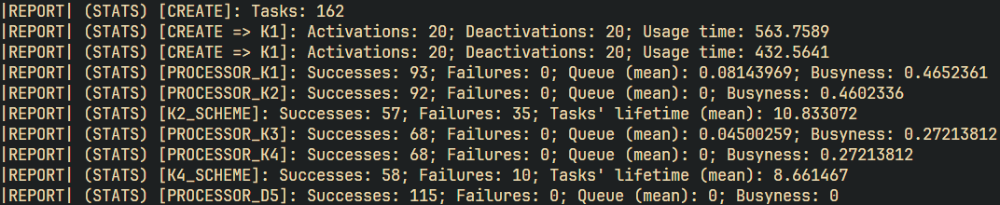 |REPORT| (STATS) [CREATE]: Tasks: 162
|REPORT| (STATS) [CREATE => K1]: Activations: 20; Deactivations: 20; Usage time: 563.7589
|REPORT| (STATS) [CREATE => K1]: Activations: 20; Deactivations: 20; Usage time: 432.5641
|REPORT| (STATS) [PROCESSOR_K1]: Successes: 93; Failures: 0; Queue (mean): 0.08143969; Busyness: 0.4652361
|REPORT| (STATS) [PROCESSOR_K2]: Successes: 92; Failures: 0; Queue (mean): 0; Busyness: 0.4602336
|REPORT| (STATS) [K2_SCHEME]: Successes: 57; Failures: 35; Tasks' lifetime (mean): 10.833072
|REPORT| (STATS) [PROCESSOR_K3]: Successes: 68; Failures: 0; Queue (mean): 0.04500259; Busyness: 0.27213812
|REPORT| (STATS) [PROCESSOR_K4]: Successes: 68; Failures: 0; Queue (mean): 0; Busyness: 0.27213812
|REPORT| (STATS) [K4_SCHEME]: Successes: 58; Failures: 10; Tasks' lifetime (mean): 8.661467
|REPORT| (STATS) [PROCESSOR_D5]: Successes: 115; Failures: 0; Queue (mean): 0; Busyness: 0